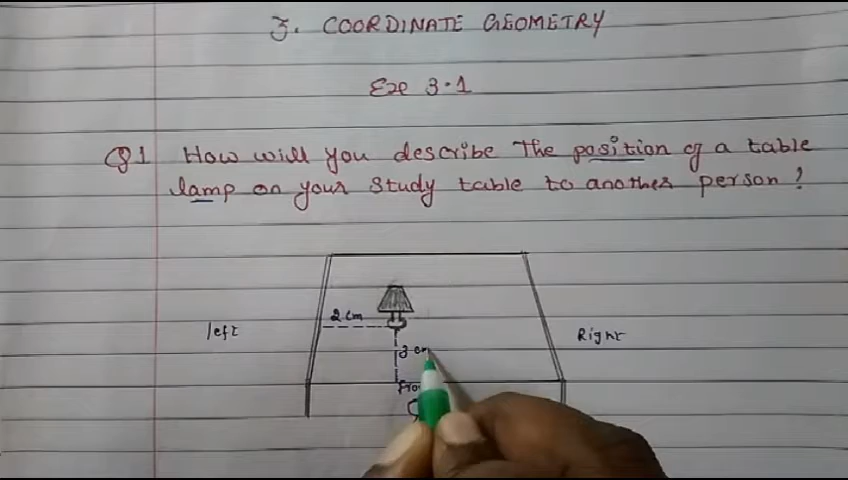 3. COORDINATE GEOMETRY
Exe 3.1
Q1 How will you describe the position of a table
lamp on your study table to another person?
2 cm
left
Right
cm